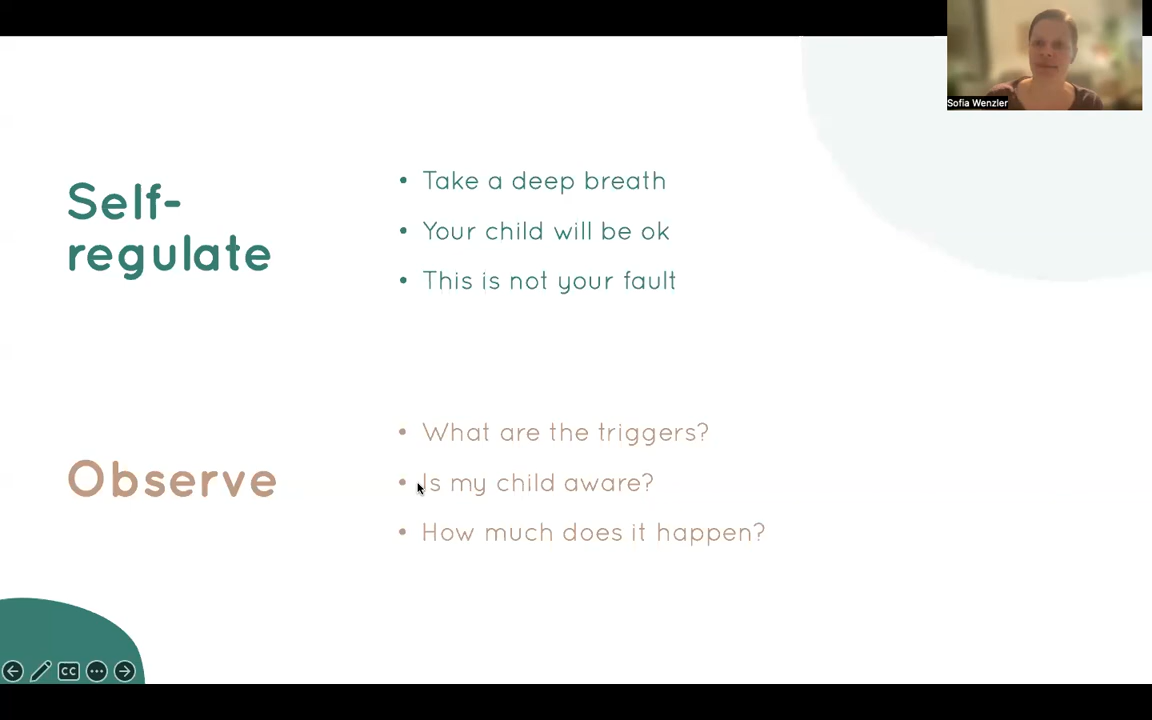 Sofia Wenzler
Self-
regulate
• Take a deep breath
• Your child will be ok
• This is not your fault
Observe
• What are the triggers?
• Is my child aware?
• How much does it happen?
CC